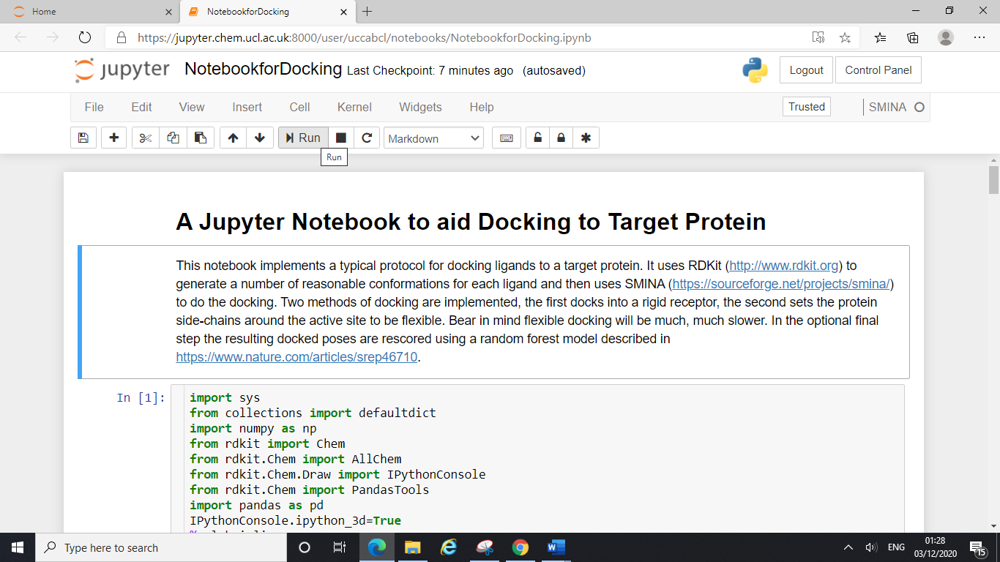 Home
NotebookforDocking
https://jupyter.chem.ucl.ac.uk:8000/user/uccabcl/notebooks/NotebookforDocking.ipynb
jupyter NotebookforDocking Last Checkpoint: 7 minutes ago (autosaved)
Logout
Control Panel
File Edit View Insert Cell Kernel Widgets Help
Trusted
SMINA
Run
Markdown
Run
A Jupyter Notebook to aid Docking to Target Protein
This notebook implements a typical protocol for docking ligands to a target protein. It uses RDKit (http://www.rdkit.org) to
generate a number of reasonable conformations for each ligand and then uses SMINA (https://sourceforge.net/projects/smina/)
to do the docking. Two methods of docking are implemented, the first docks into a rigid receptor, the second sets the protein
side-chains around the active site to be flexible. Bear in mind flexible docking will be much, much slower. In the optional final
step the resulting docked poses are rescored using a random forest model described in
https://www.nature.com/articles/srep46710.
In [1]:
import sys
from collections import defaultdict
import numpy as np
from rdkit import Chem
from rdkit.Chem import AllChem
from rdkit.Chem.Draw import IPythonConsole
from rdkit.Chem import PandasTools
import pandas as pd
IPythonConsole.ipython_3d=True
Type here to search
W
ENG
01:28
03/12/2020
15